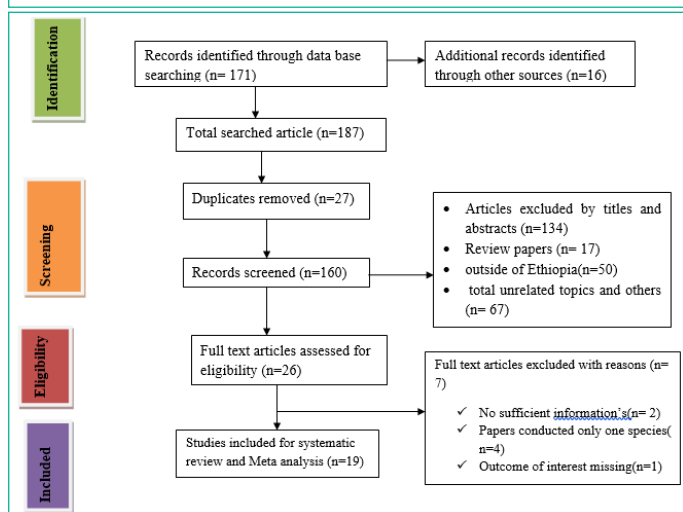 Identification
Records identified through data base
searching (n= 171)
Additional records identified
through other sources (n=16)
Total searched article (n=187)
Screening
Duplicates removed (n=27)
Records screened (n=160)
• Articles excluded by titles and
abstracts (n=134)
• Review papers (n= 17)
• outside of Ethiopia(n=50)
• total unrelated topics and others
(n= 67)
Eligibility
Full text articles assessed for
eligibility (n=26)
Full text articles excluded with reasons (n=
7)
✓ No sufficient information's(n= 2)
✓ Papers conducted only one species(
n=4)
✓ Outcome of interest missing(n=1)
Included
Studies included for systematic
review and Meta analysis (n=19)